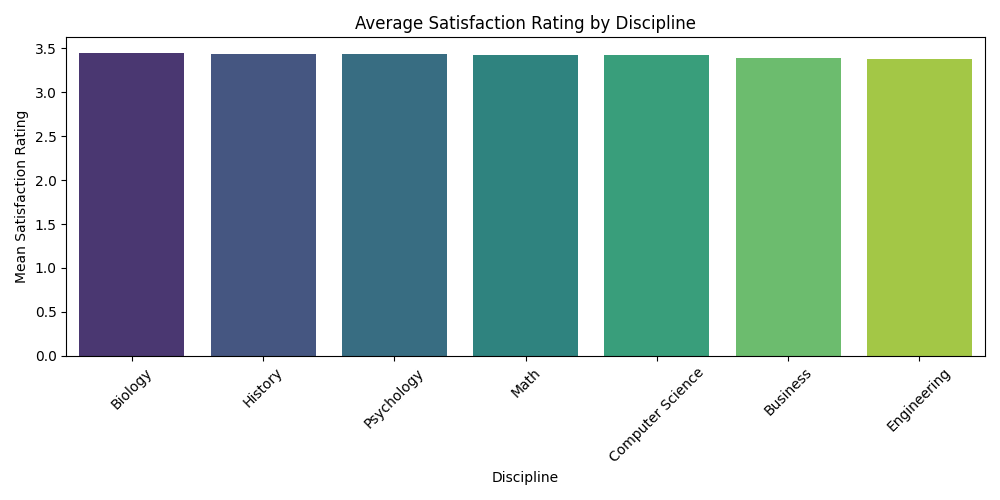 Average Satisfaction Rating by Discipline
Mean Satisfaction Rating
3.5
3.0
2.5
2.0
1.5
1.0
0.5
0.0
Biology
History
Psychology
Math
Computer Science
Business
Engineering
Discipline